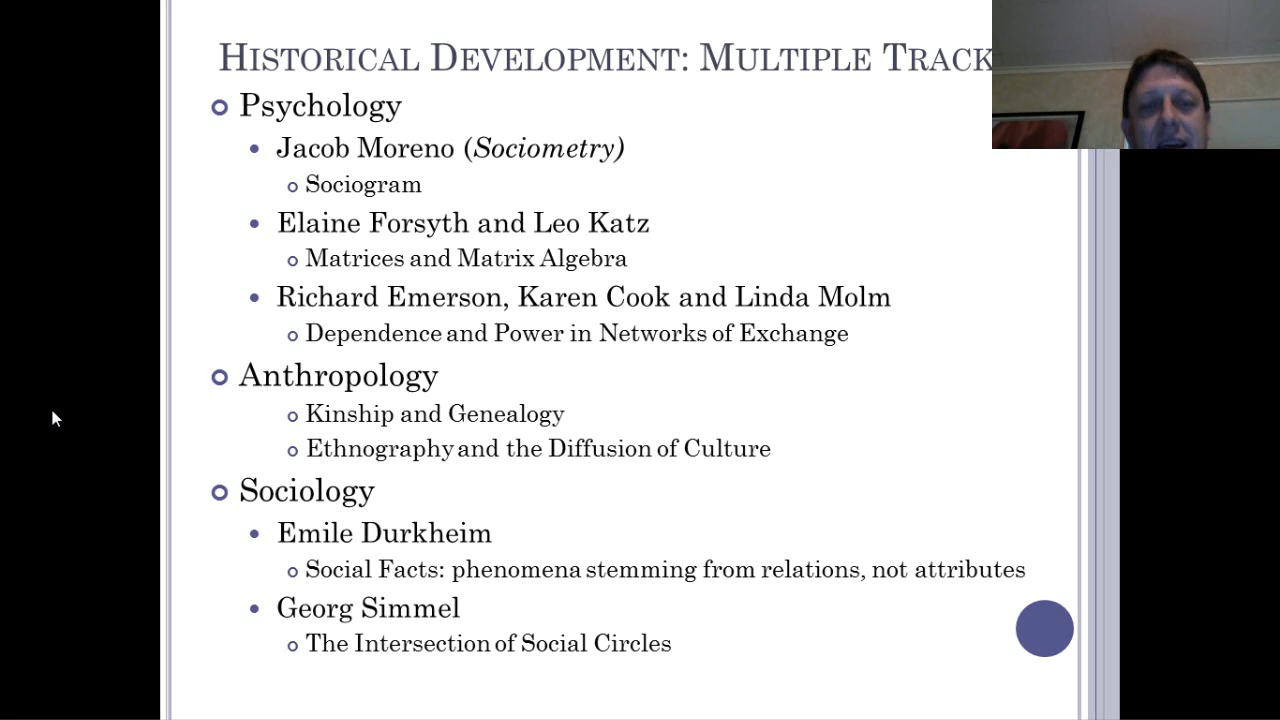 Historical Development: Multiple Track
Psychology
Jacob Moreno (Sociometry)
Sociogram
Elaine Forsyth and Leo Katz
Matrices and Matrix Algebra
Richard Emerson, Karen Cook and Linda Molm
Dependence and Power in Networks of Exchange
Anthropology
Kinship and Genealogy
Ethnography and the Diffusion of Culture
Sociology
Emile Durkheim
Social Facts: phenomena stemming from relations, not attributes
Georg Simmel
The Intersection of Social Circles